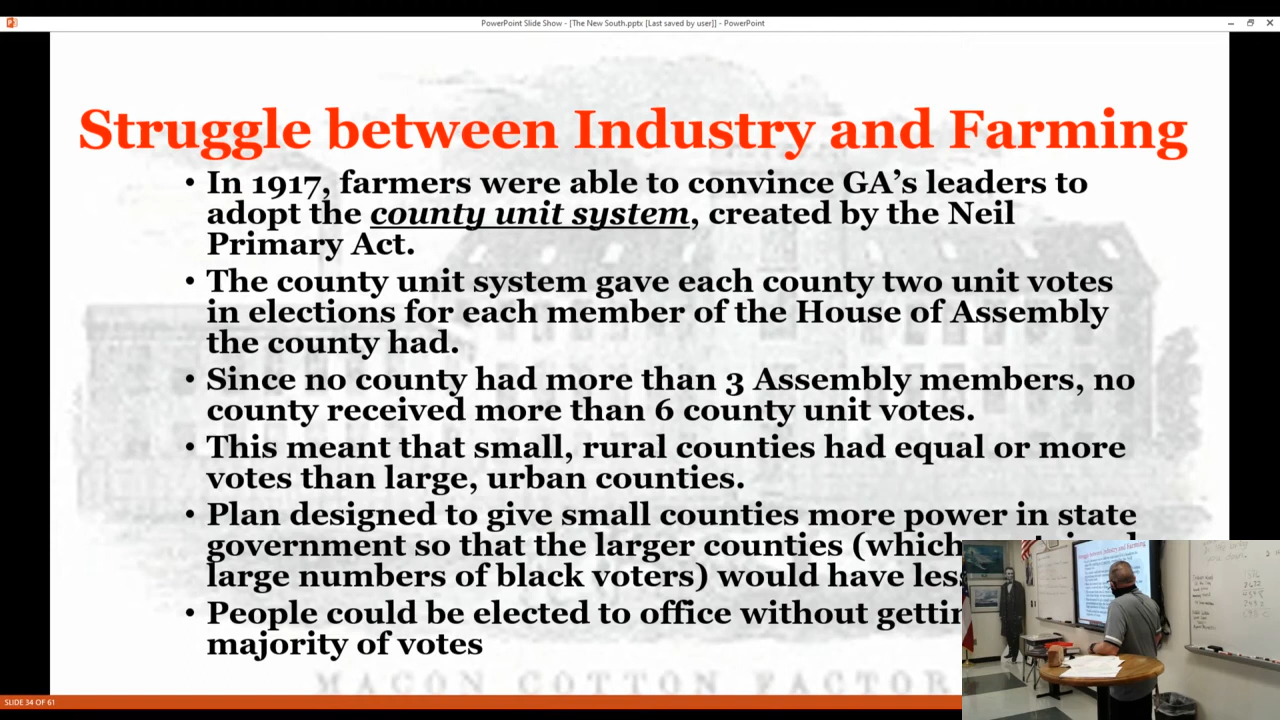 PowerPoint Slide Show - [The New South.pptx [Last saved by user]] - PowerPoint
Struggle between Industry and Farming
• In 1917, farmers were able to convince GA's leaders to
adopt the county unit system, created by the Neil
Primary Act.
• The county unit system gave each county two unit votes
in elections for each member of the House of Assembly
the county had.
• Since no county had more than 3 Assembly members, no
county received more than 6 county unit votes.
• This meant that small, rural counties had equal or more
votes than large, urban counties.
• Plan designed to give small counties more power in state
government so that the larger counties (which
large numbers of black voters) would have less
• People could be elected to office without
majority of votes
MACON COTTON FACTOR
SLIDE 34 OF 61
Struggle between Industry and Farming